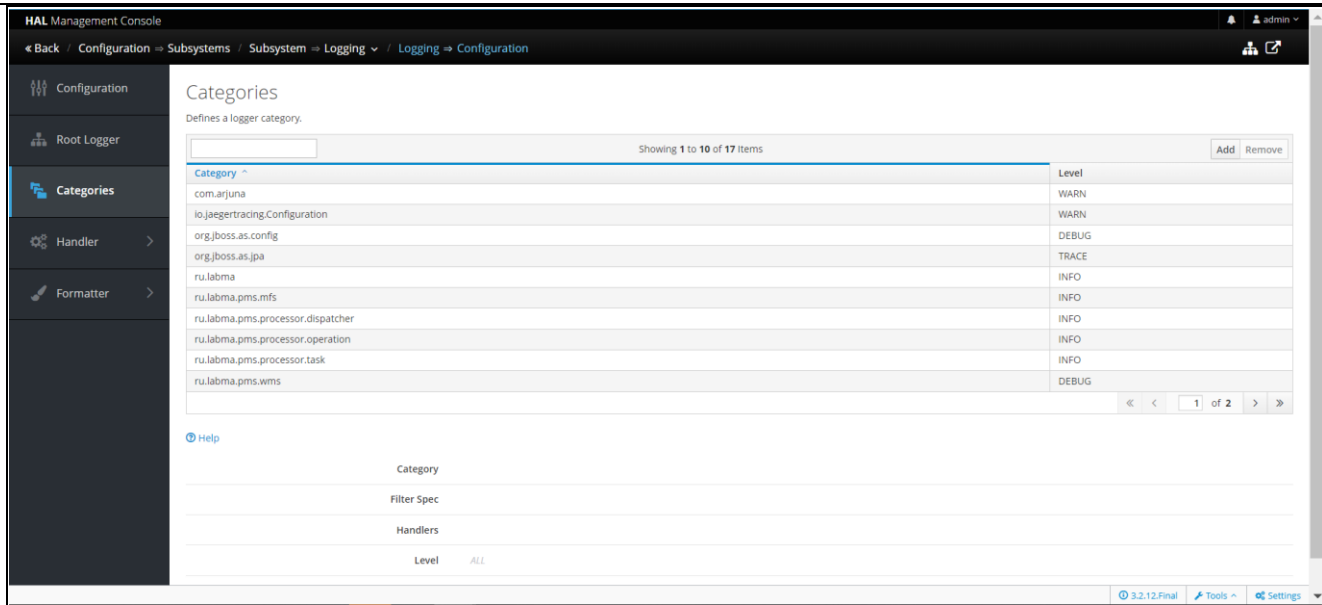 HAL Management Console admin
« Back / Configuration ⇒ Subsystems / Subsystem ⇒ Logging / Logging ⇒ Configuration
Configuration
Root Logger
Categories
Handler
Formatter
Categories
Defines a logger category.
Showing 1 to 10 of 17 Items Add Remove
Category Level
com.arjuna WARN
io.jaegertracing.Configuration WARN
org.jboss.as.config DEBUG
org.jboss.as.jpa TRACE
ru.labma INFO
ru.labma.pms.mfs INFO
ru.labma.pms.processor.dispatcher INFO
ru.labma.pms.processor.operation INFO
ru.labma.pms.processor.task INFO
ru.labma.pms.wms DEBUG
« < 1 of 2 > »
Help
Category
Filter Spec
Handlers
Level ALL
3.2.12.Final Tools Settings